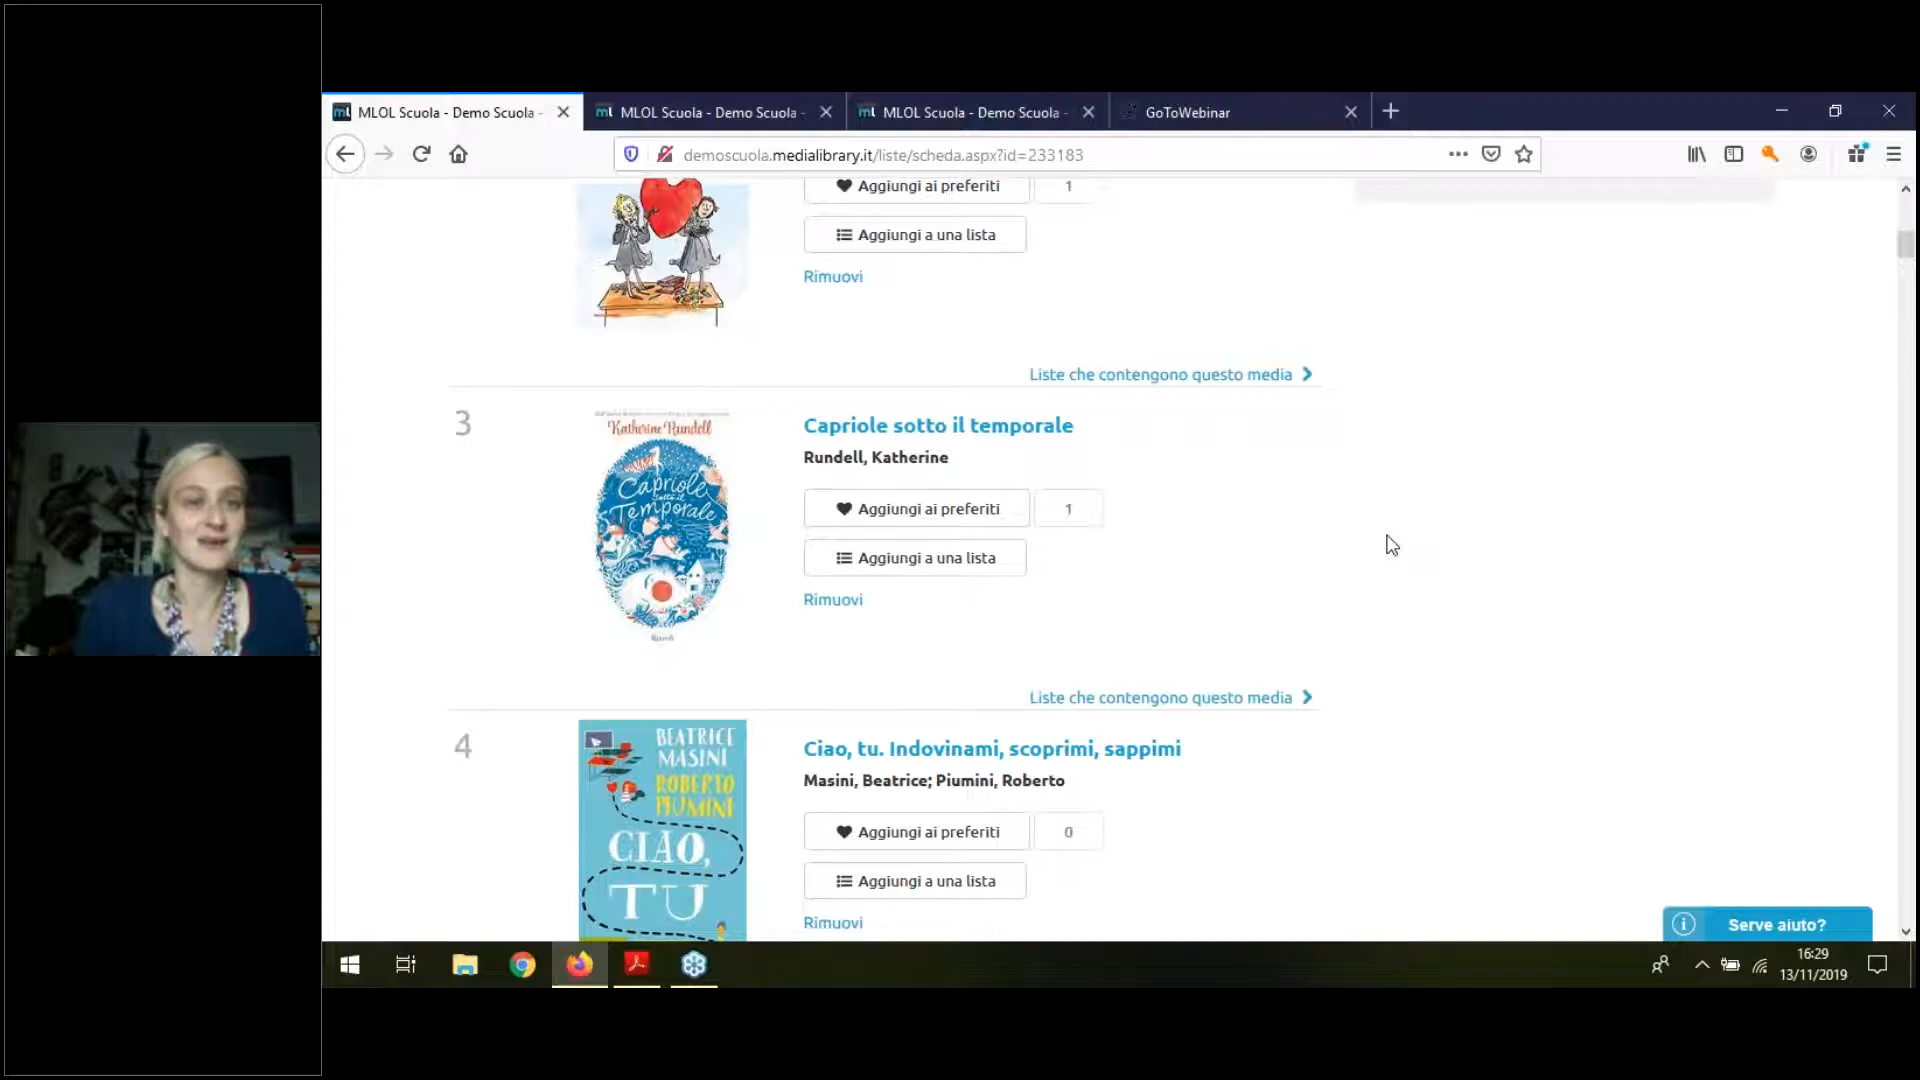 MLOL Scuola - Demo Scuola -
MLOL Scuola - Demo Scuola -
MLOL Scuola - Demo Scuola -
GoToWebinar
demoscuola.medialibrary.it/liste/scheda.aspx?id=233183
Aggiungi ai preferiti 1
Aggiungi a una lista
Rimuovi
Liste che contengono questo media
3
Katherine Rundell
Capriole
sotto il
Temporale
Capriole sotto il temporale
Rundell, Katherine
Aggiungi ai preferiti 1
Aggiungi a una lista
Rimuovi
Liste che contengono questo media
4
BEATRICE
MASINI
ROBERTO
PIUMINI
CIAO,
TU
Ciao, tu. Indovinami, scoprimi, sappimi
Masini, Beatrice; Piumini, Roberto
Aggiungi ai preferiti 0
Aggiungi a una lista
Rimuovi
Serve aiuto?
16:29
13/11/2019